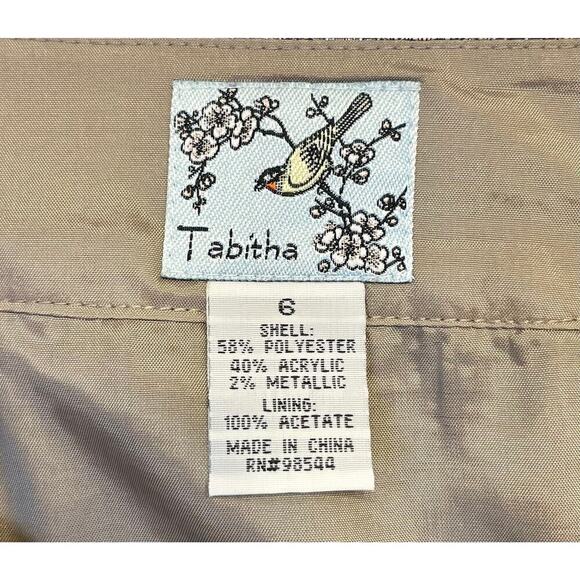 Tabitha
6
SHELL:
58% POLYESTER
40% ACRYLIC
2% METALLIC
LINING:
100% ACETATE
MADE IN CHINA
RN#98544